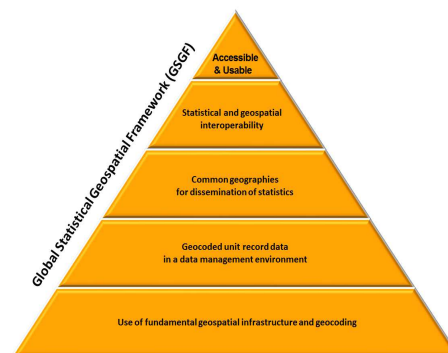 Global Statistical Geospatial Framework (GSGF)
Accessible
& Usable
Statistical and geospatial
interoperability
Common geographies
for dissemination of statistics
Geocoded unit record data
in a data management environment
Use of fundamental geospatial infrastructure and geocoding